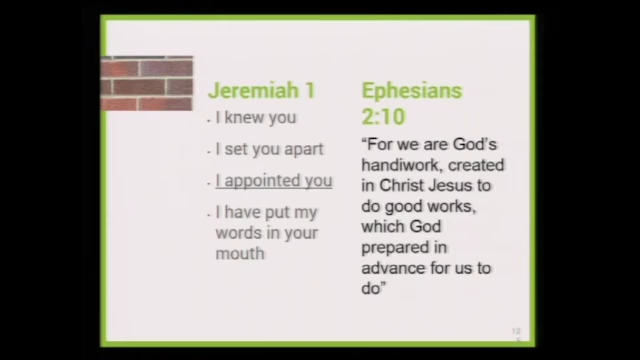 Jeremiah 1
· I knew you
· I set you apart
· I appointed you
· I have put my
words in your
mouth
Ephesians
2:10
“For we are God’s
handiwork, created
in Christ Jesus to
do good works,
which God
prepared in
advance for us to
do”